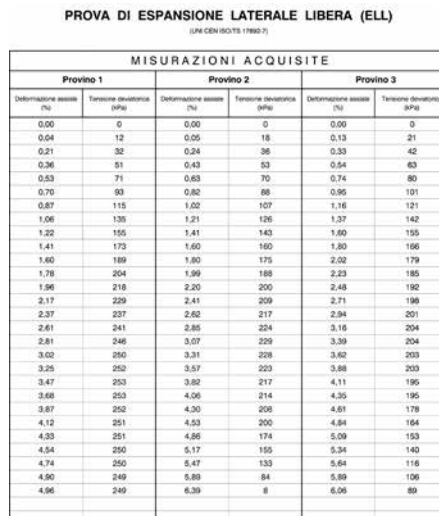 PROVA DI ESPANSIONE LATERALE LIBERA (ELL)
(UNI CEN ISO/TS 17892-7)
MISURAZIONI ACQUISITE
Provino 1 Provino 2 Provino 3
Deformazione assiale (%) Tensione deviatorica (kPa) Deformazione assiale (%) Tensione deviatorica (kPa) Deformazione assiale (%) Tensione deviatorica (kPa)
0,00 0 0,00 0 0,00 0
0,04 12 0,05 18 0,13 21
0,21 32 0,24 36 0,33 42
0,36 51 0,43 53 0,54 63
0,53 71 0,63 70 0,74 80
0,70 93 0,82 88 0,95 101
0,87 115 1,02 107 1,16 121
1,06 135 1,21 126 1,37 142
1,22 155 1,41 143 1,60 155
1,41 173 1,60 160 1,80 166
1,60 189 1,80 175 2,02 179
1,78 204 1,99 188 2,23 185
1,96 218 2,20 200 2,48 192
2,17 229 2,41 209 2,71 198
2,37 237 2,62 217 2,94 201
2,61 241 2,85 224 3,16 204
2,81 246 3,07 229 3,39 204
3,02 250 3,31 228 3,62 203
3,25 252 3,57 223 3,88 203
3,47 253 3,82 217 4,11 195
3,68 253 4,06 214 4,35 195
3,87 252 4,30 208 4,61 178
4,12 251 4,53 200 4,84 164
4,33 251 4,86 174 5,09 153
4,54 250 5,17 155 5,34 140
4,74 250 5,47 133 5,64 116
4,90 249 5,89 84 5,89 106
4,96 249 6,39 8 6,06 89